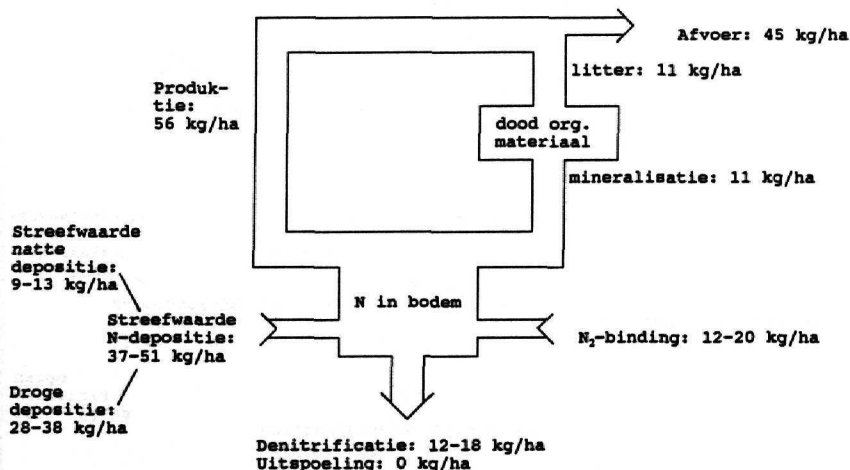 Afvoer: 45 kg/ha
litter: 11 kg/ha
Produk-
tie:
56 kg/ha
dood org.
materiaal
mineralisatie: 11 kg/ha
Streefwaarde
natte
depositie:
9-13 kg/ha
N in bodem
Streefwaarde
N-depositie:
37-51 kg/ha
N₂-binding: 12-20 kg/ha
Droge
depositie:
28-38 kg/ha
Denitrificatie: 12-18 kg/ha
Uitspoeling: 0 kg/ha